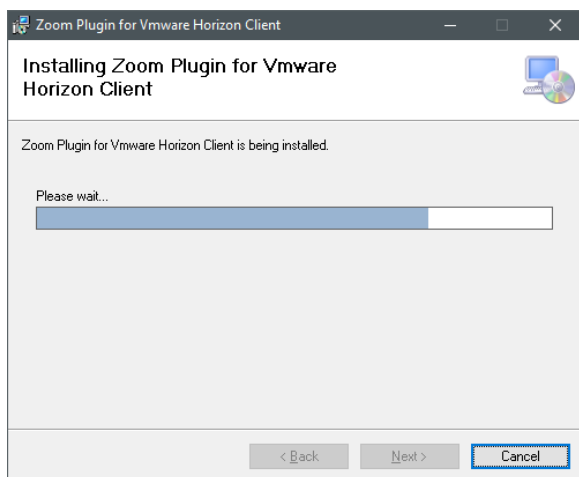 Zoom Plugin for Vmware Horizon Client
Installing Zoom Plugin for Vmware
Horizon Client
Zoom Plugin for Vmware Horizon Client is being installed.
Please wait...
< Back
Next >
Cancel